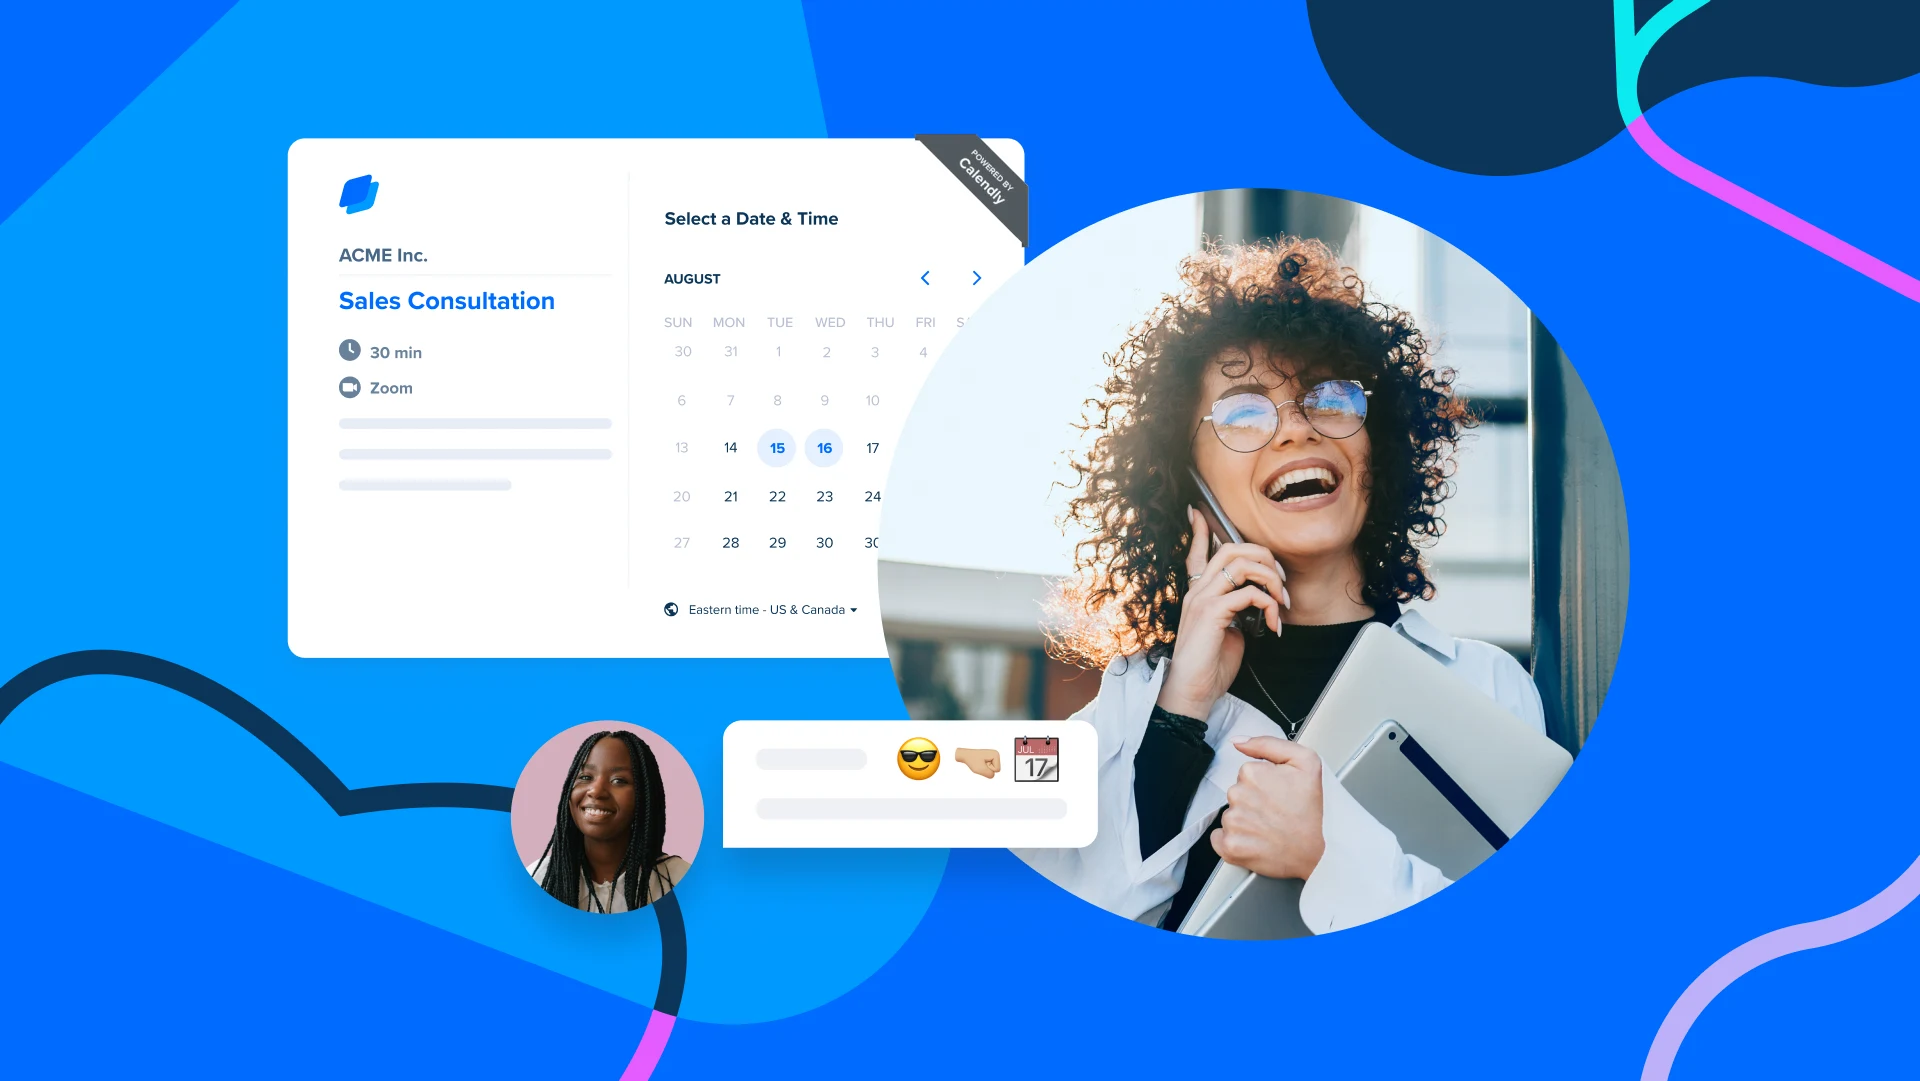 POWERED BY
Calendly
ACME Inc.
Sales Consultation
30 min
Zoom
Select a Date & Time
AUGUST
SUN MON TUE WED THU FRI
30 31 1 2 3 4
6 7 8 9 10
13 14 15 16 17
20 21 22 23 24
27 28 29 30 30
Eastern time - US & Canada
JUL
17